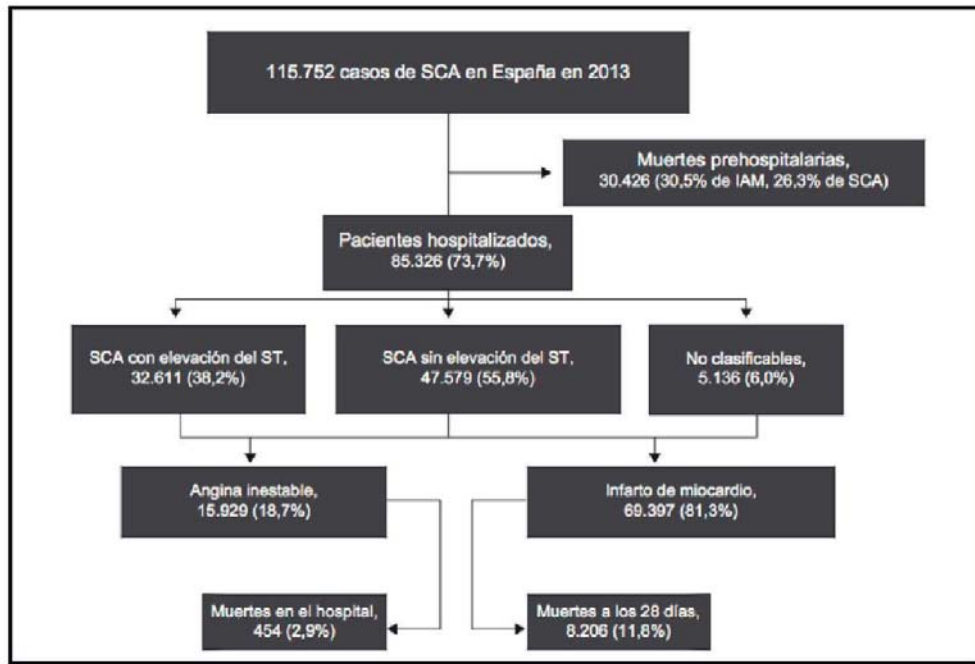 115.752 casos de SCA en España en 2013
Muertes prehospitalarias,
30.426 (30,5% de IAM, 26,3% de SCA)
Pacientes hospitalizados,
85.326 (73,7%)
SCA con elevación del ST,
32.611 (38,2%)
SCA sin elevación del ST,
47.579 (55,8%)
No clasificables,
5.136 (6,0%)
Angina inestable,
15.929 (18,7%)
Infarto de miocardio,
69.397 (81,3%)
Muertes en el hospital,
454 (2,9%)
Muertes a los 28 días,
8.206 (11,8%)